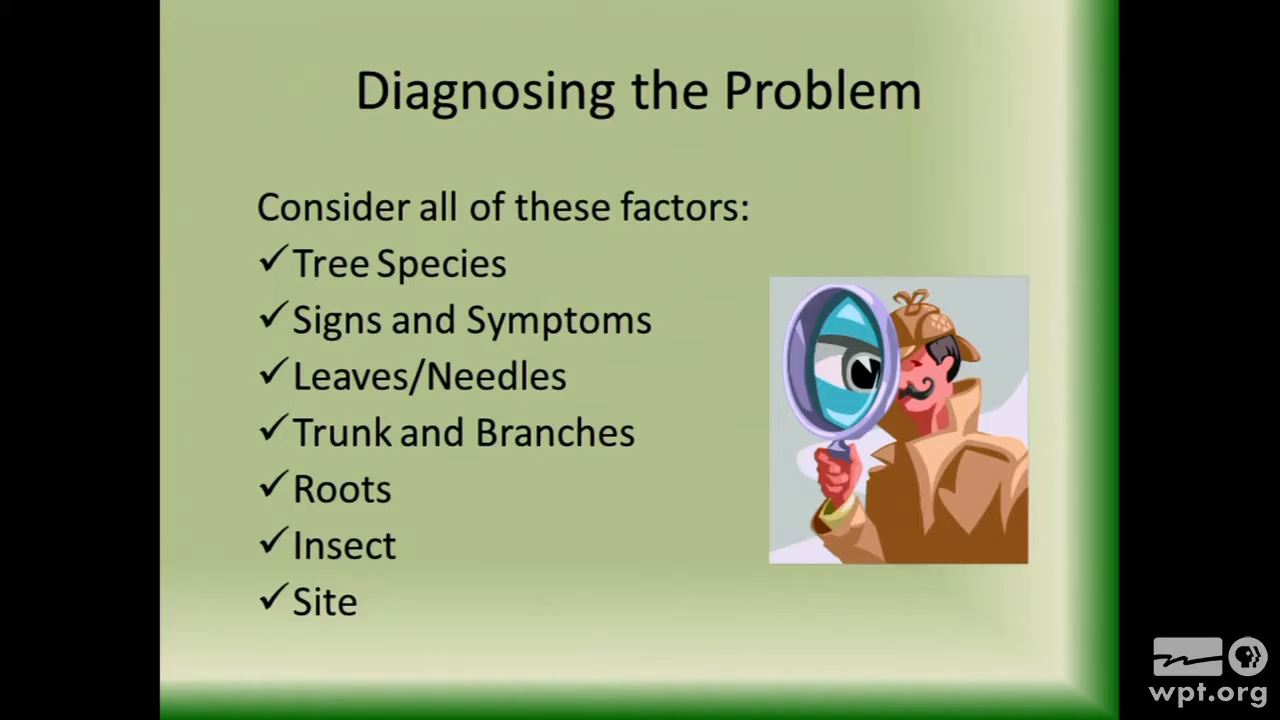 Diagnosing the Problem
Consider all of these factors:
✓Tree Species
✓Signs and Symptoms
✓Leaves/Needles
✓Trunk and Branches
✓Roots
✓Insect
✓Site
wpt.org